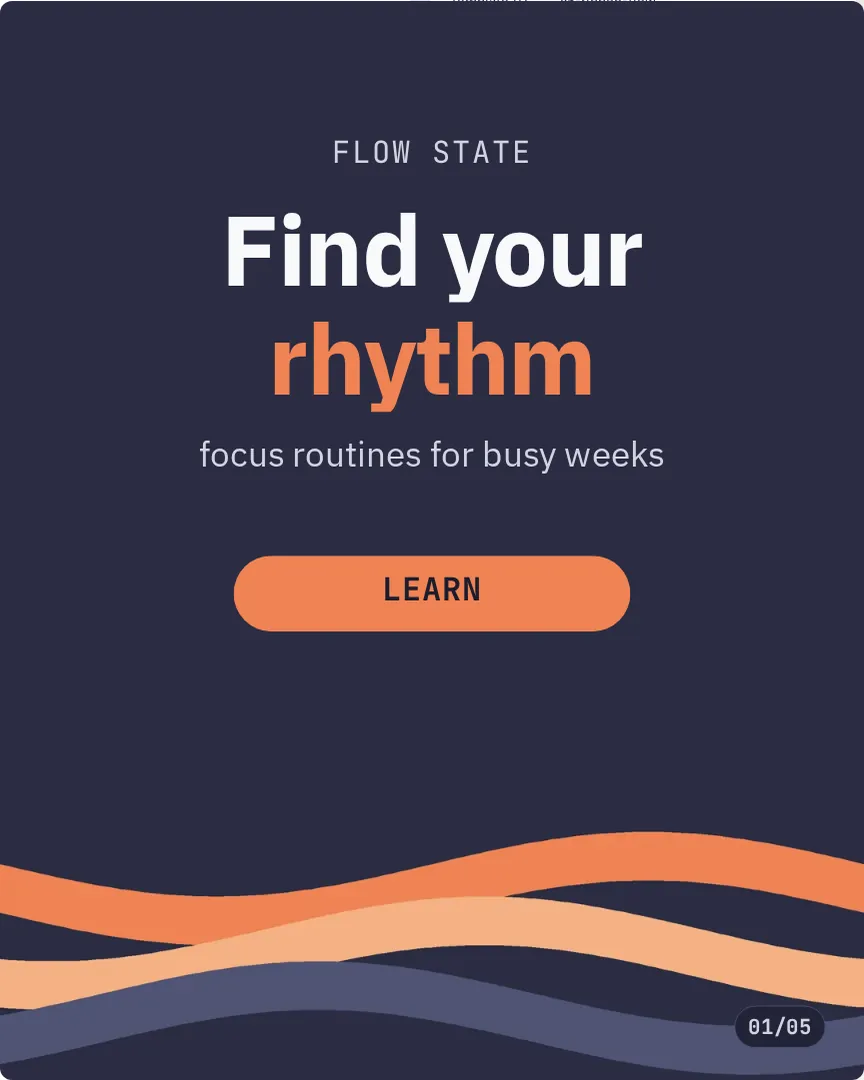 FLOW STATE
Find your
rhythm
focus routines for busy weeks
LEARN
01/05